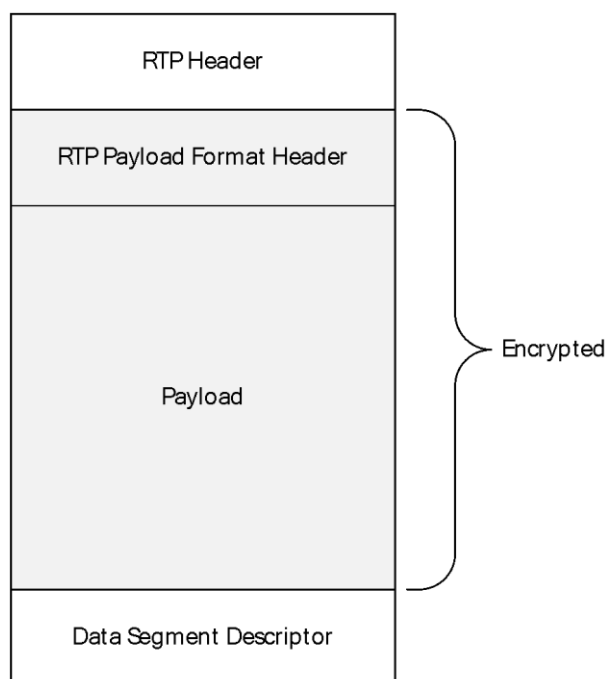 RTP Header
RTP Payload Format Header
Encrypted
Payload
Data Segment Descriptor